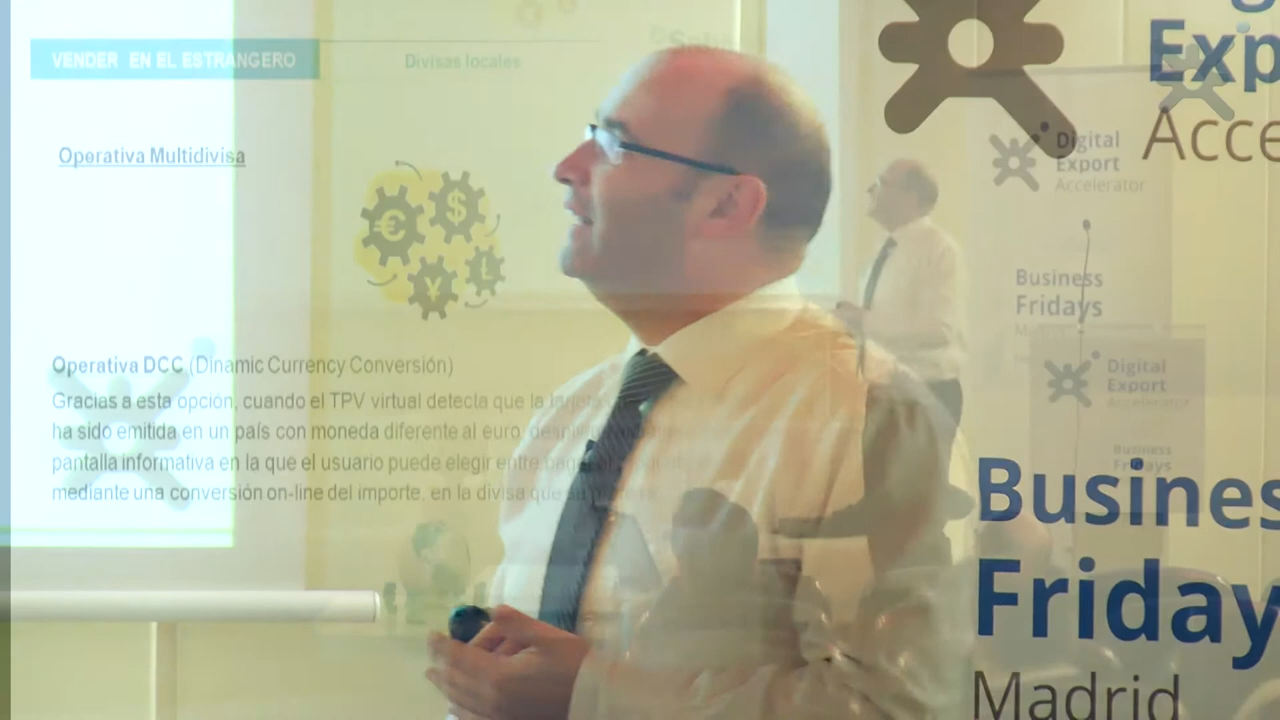 VENDER EN EL ESTRANGERO
Divisas locales
Operativa Multidivisa
€
$
¥
£
Operativa DCC (Dinamic Currency Conversión)
Gracias a esta opción, cuando el TPV virtual detecta que la tarjeta
ha sido emitida en un país con moneda diferente al euro,
pantalla informativa en la que el usuario puede elegir entre
mediante una conversión on-line del importe, en la divisa que
Exp
Acce
Digital
Export
Accelerator
Business
Fridays
Digital
Export
Accelerator
Business
Fridays
Busines
Friday
Madrid